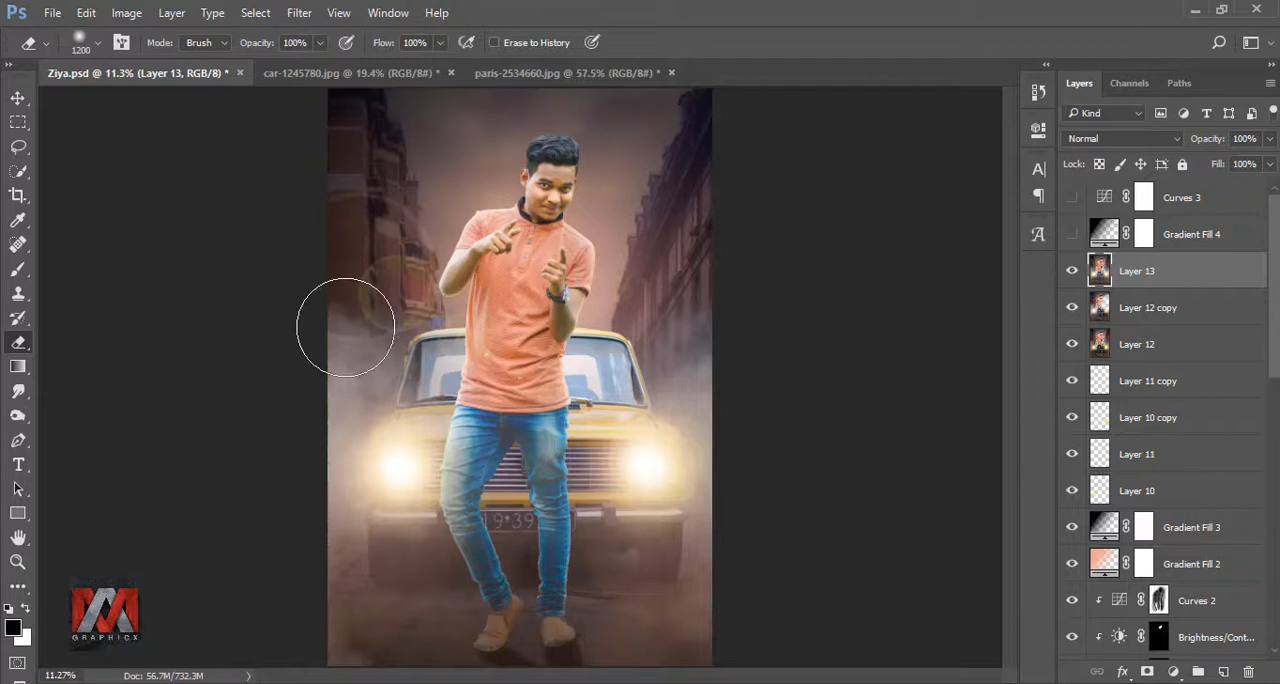 Ps File Edit Image Layer Type Select Filter View Window Help
1200 Mode: Brush Opacity: 100% Flow: 100% Erase to History
Ziya.psd @ 11.3% (Layer 13, RGB/8) * × car-1245780.jpg @ 19.4% (RGB/8#) * × paris-2534660.jpg @ 57.5% (RGB/8#) * ×
Layers Channels Paths
Kind
Normal Opacity: 100%
Lock: Fill: 100%
Curves 3
Gradient Fill 4
Layer 13
Layer 12 copy
Layer 12
Layer 11 copy
Layer 10 copy
Layer 11
Layer 10
Gradient Fill 3
Gradient Fill 2
Curves 2
Brightness/Cont...
19·39
GRAPHICX
11.27% Doc: 56.7M/732.3M